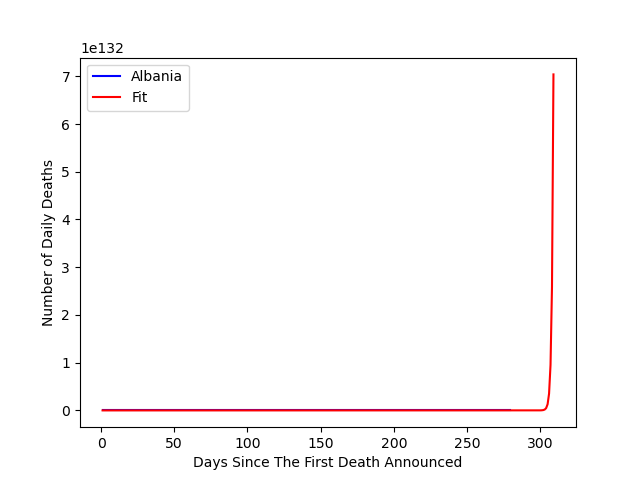 1e132
Albania
Fit
7
6
5
4
3
2
1
0
Number of Daily Deaths
0 50 100 150 200 250 300
Days Since The First Death Announced